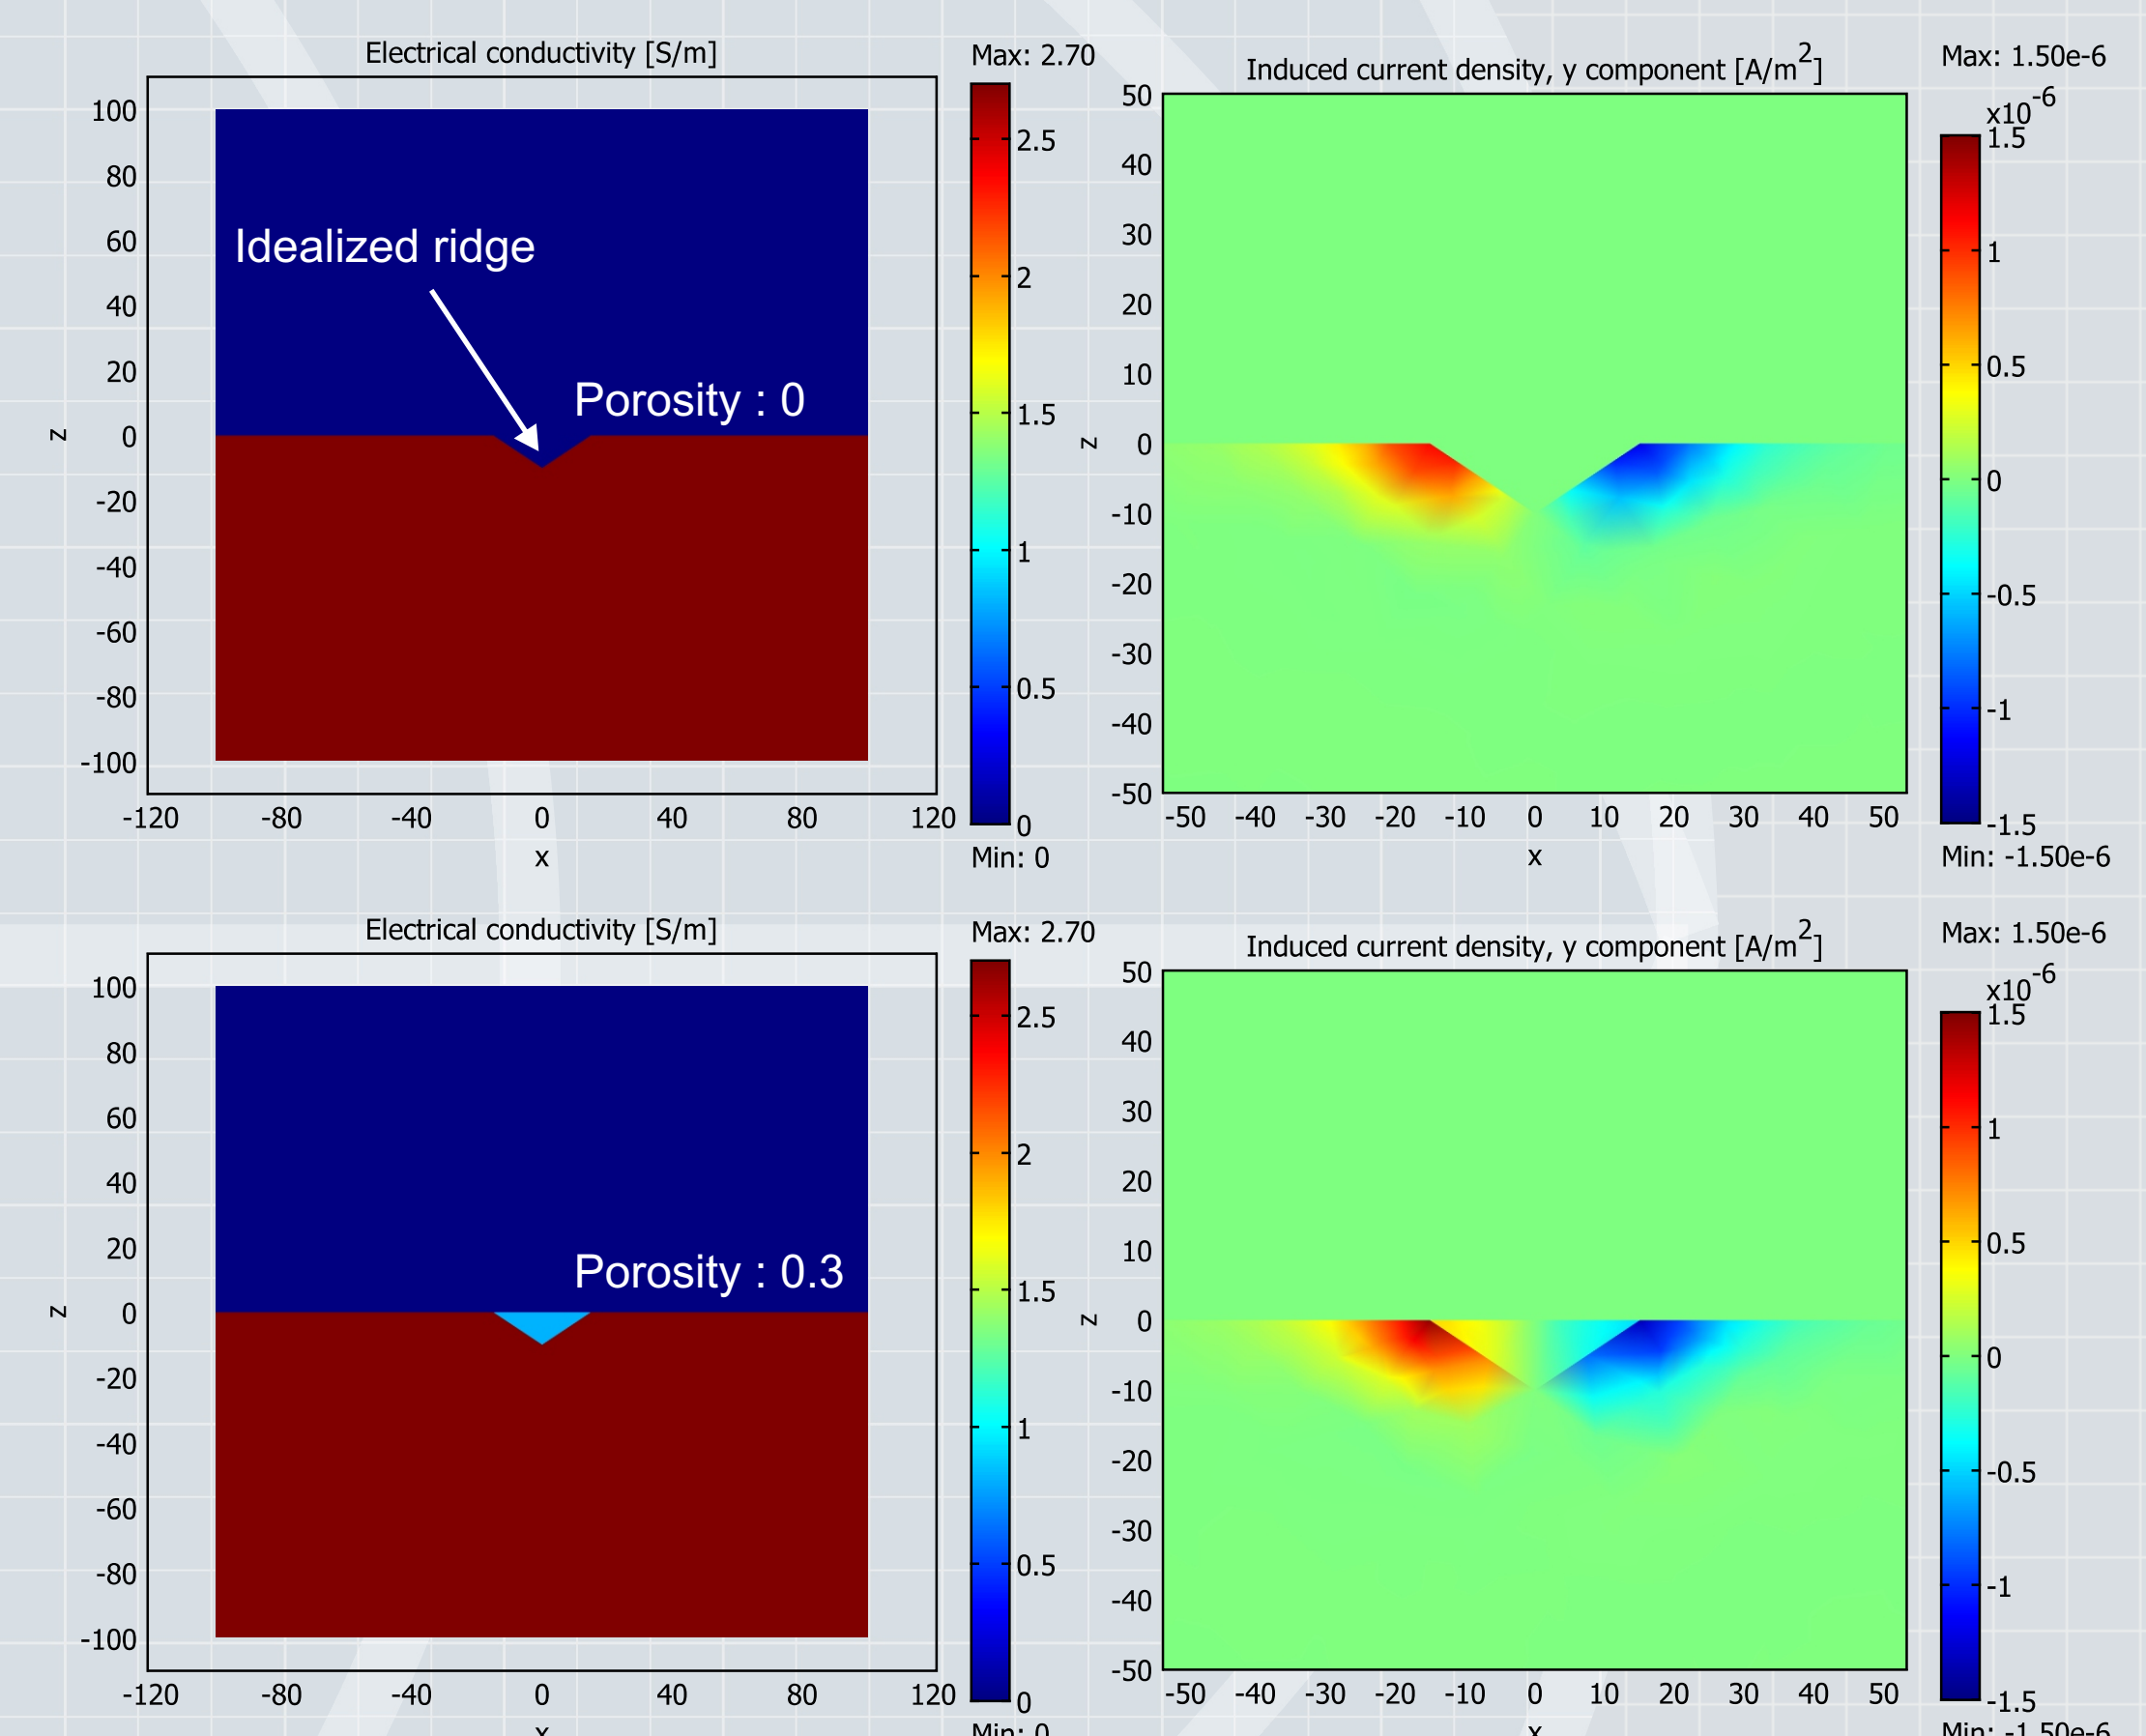 Electrical conductivity [S/m]
Max: 2.70
100
80
60
40
20
0
-20
-40
-60
-80
-100
z
Idealized ridge
Porosity : 0
-120 -80 -40 0 40 80 120
x
2.5
2
1.5
1
0.5
0
Min: 0
Induced current density, y component [A/m²]
Max: 1.50e-6
x10⁻⁶
50
40
30
20
10
0
-10
-20
-30
-40
-50
z
-50 -40 -30 -20 -10 0 10 20 30 40 50
x
1.5
1
0.5
0
-0.5
-1
-1.5
Min: -1.50e-6
Electrical conductivity [S/m]
Max: 2.70
100
80
60
40
20
0
-20
-40
-60
-80
-100
z
Porosity : 0.3
-120 -80 -40 0 40 80 120
x
2.5
2
1.5
1
0.5
0
Min: 0
Induced current density, y component [A/m²]
Max: 1.50e-6
x10⁻⁶
50
40
30
20
10
0
-10
-20
-30
-40
-50
z
-50 -40 -30 -20 -10 0 10 20 30 40 50
x
1.5
1
0.5
0
-0.5
-1
-1.5
Min: -1.50e-6